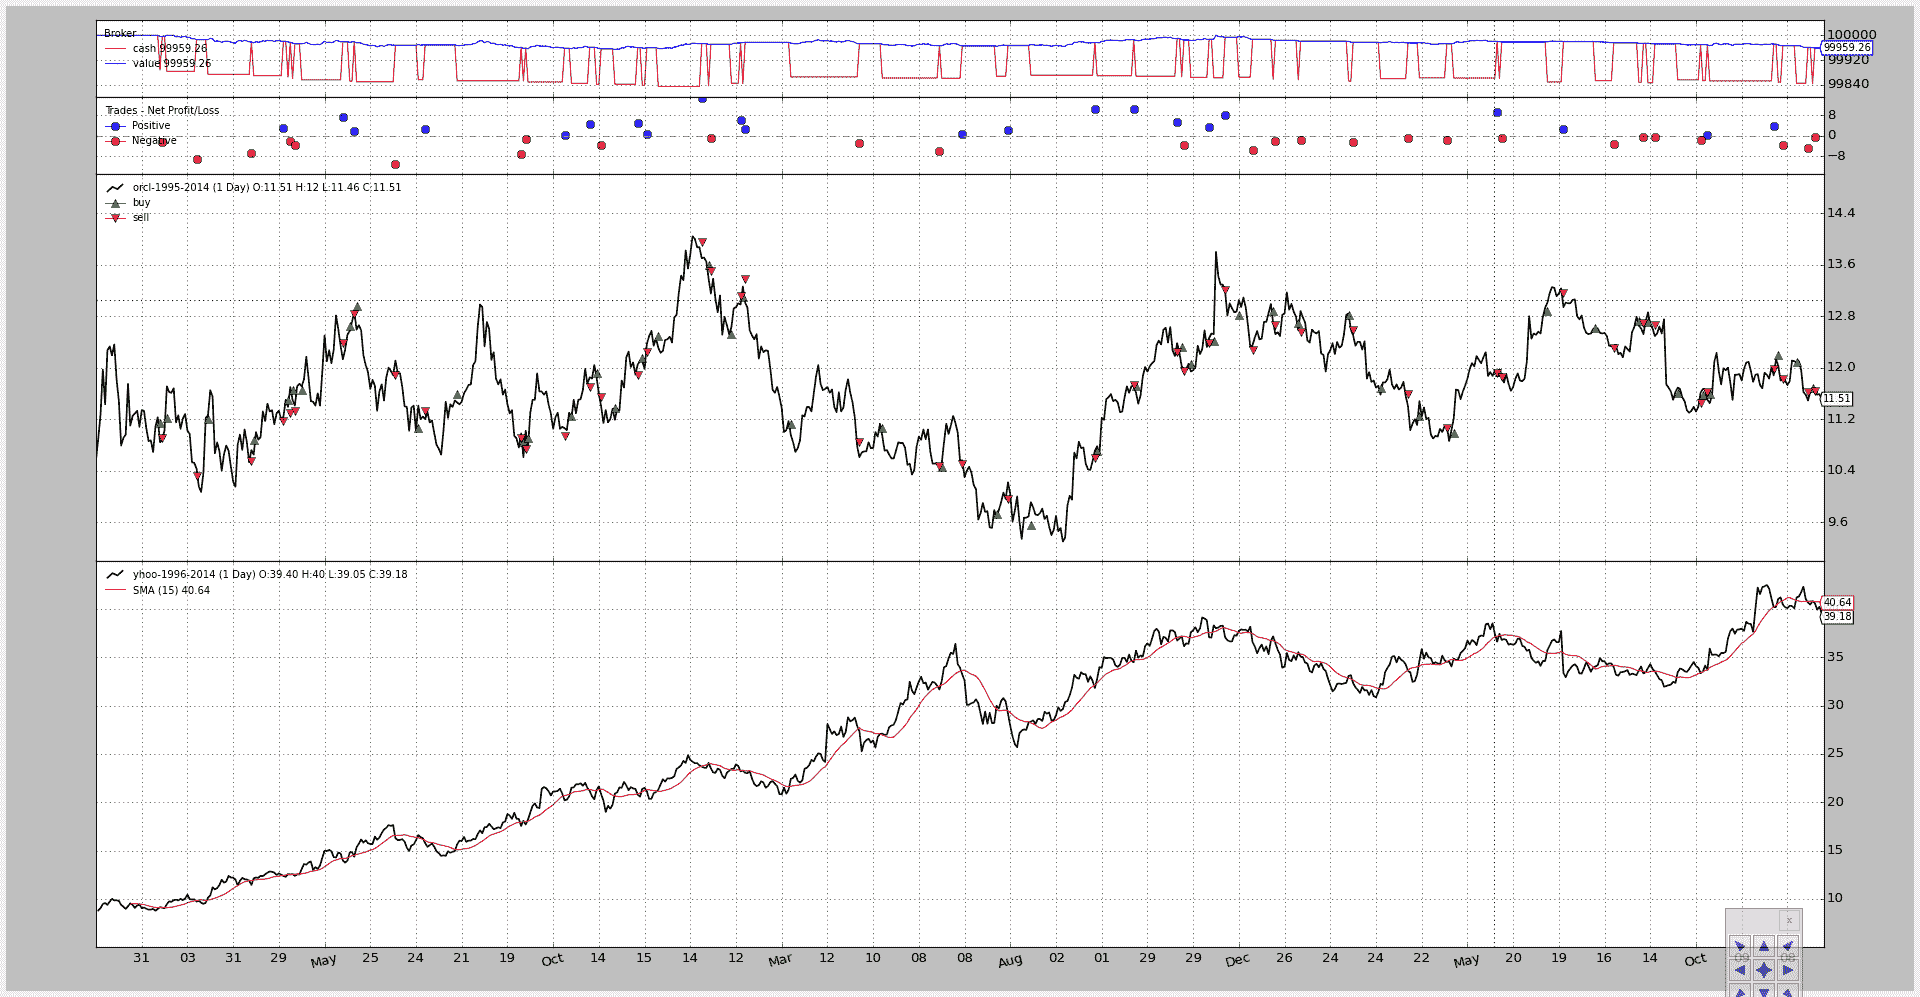 Broker
cash 99959.26
value 99959.26
100000
99959.26
99920
99840
Trades - Net Profit/Loss
Positive
Negative
8
0
−8
orcl-1995-2014 (1 Day) O:11.51 H:12 L:11.46 C:11.51
buy
sell
14.4
13.6
12.8
12.0
11.51
11.2
10.4
9.6
yhoo-1996-2014 (1 Day) O:39.40 H:40 L:39.05 C:39.18
SMA (15) 40.64
40.64
39.18
35
30
25
20
15
10
x
31 03 31 29 May 25 24 21 19 Oct 14 15 14 12 Mar 12 10 08 08 Aug 02 01 29 29 Dec 26 24 24 22 May 20 19 16 14 Oct 09 08